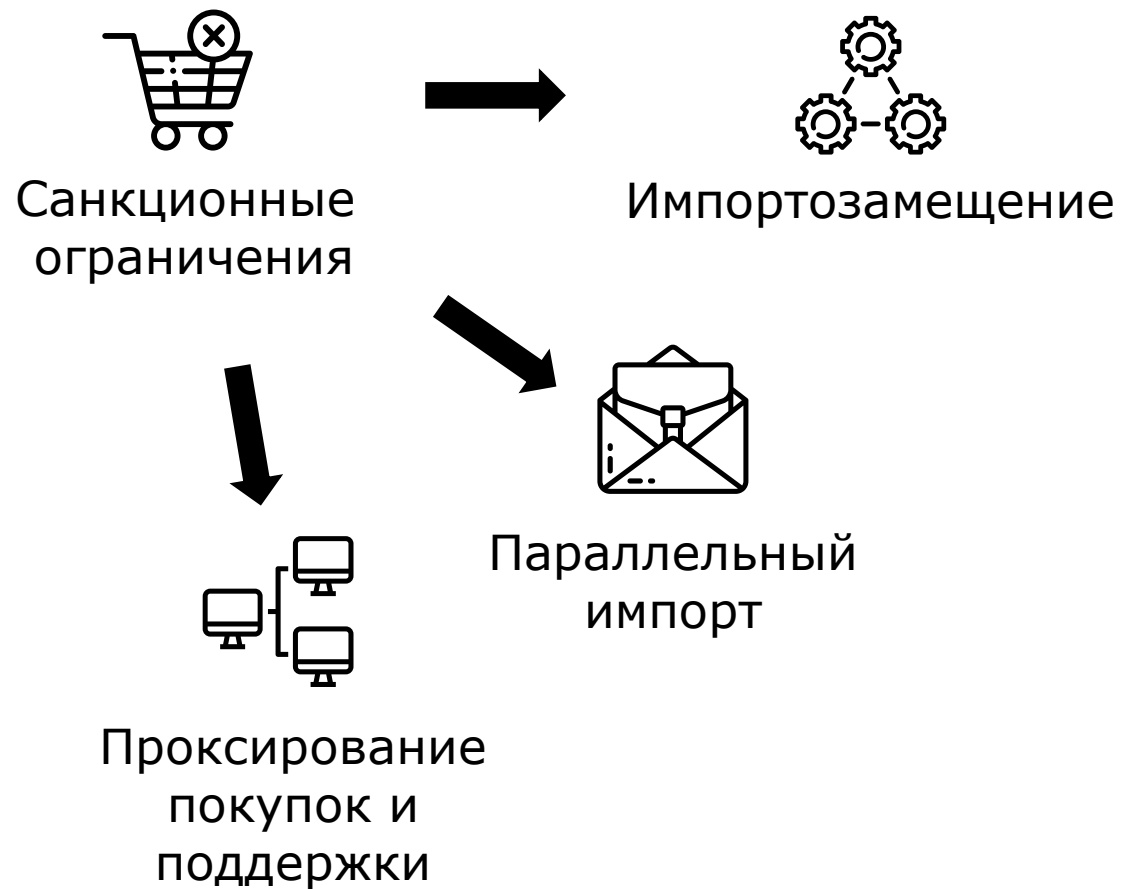 Санкционные
ограничения
Импортозамещение
Параллельный
импорт
Проксирование
покупок и
поддержки